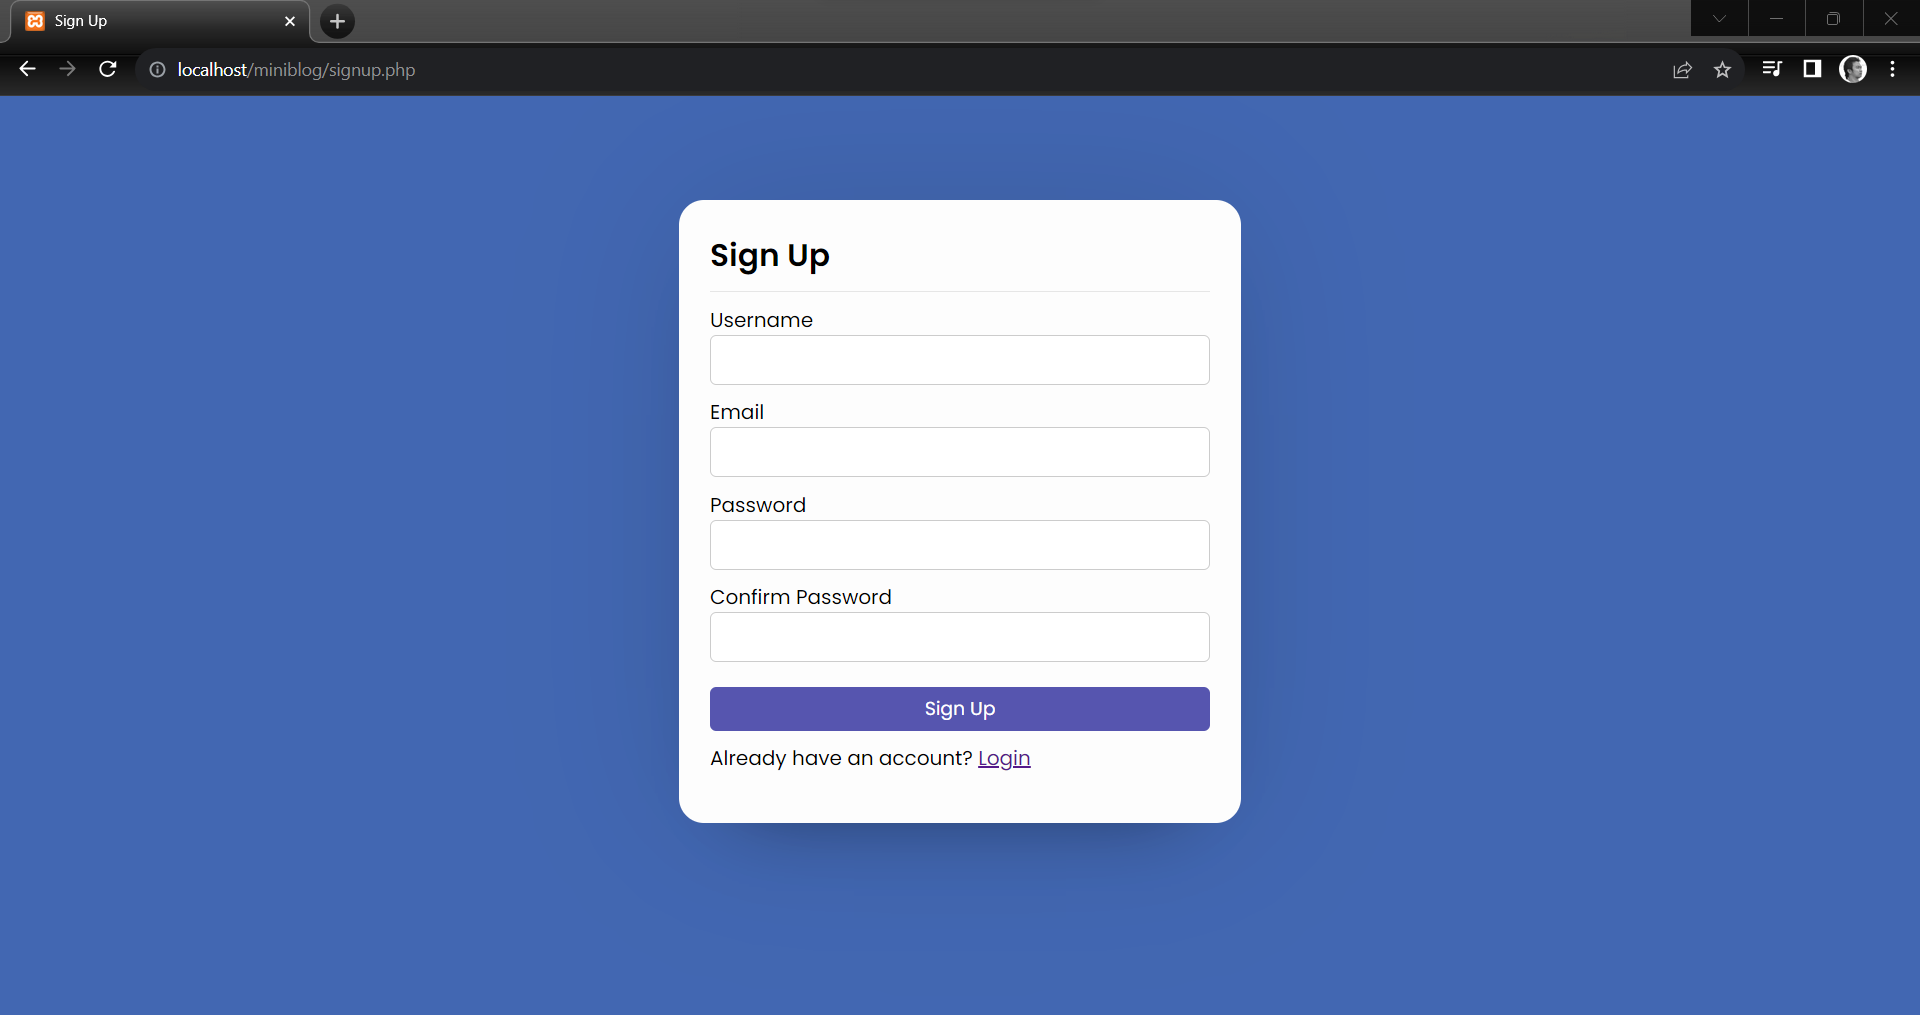 Sign Up
localhost/miniblog/signup.php
Sign Up
Username
Email
Password
Confirm Password
Sign Up
Already have an account? Login